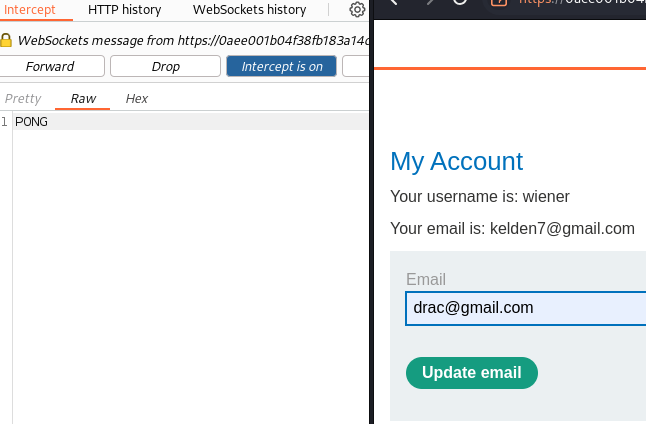 Intercept HTTP history WebSockets history
WebSockets message from https://0aee001b04f38fb183a14c
Forward Drop Intercept is on
Pretty Raw Hex
1 PONG
My Account
Your username is: wiener
Your email is: kelden7@gmail.com
Email
drac@gmail.com
Update email